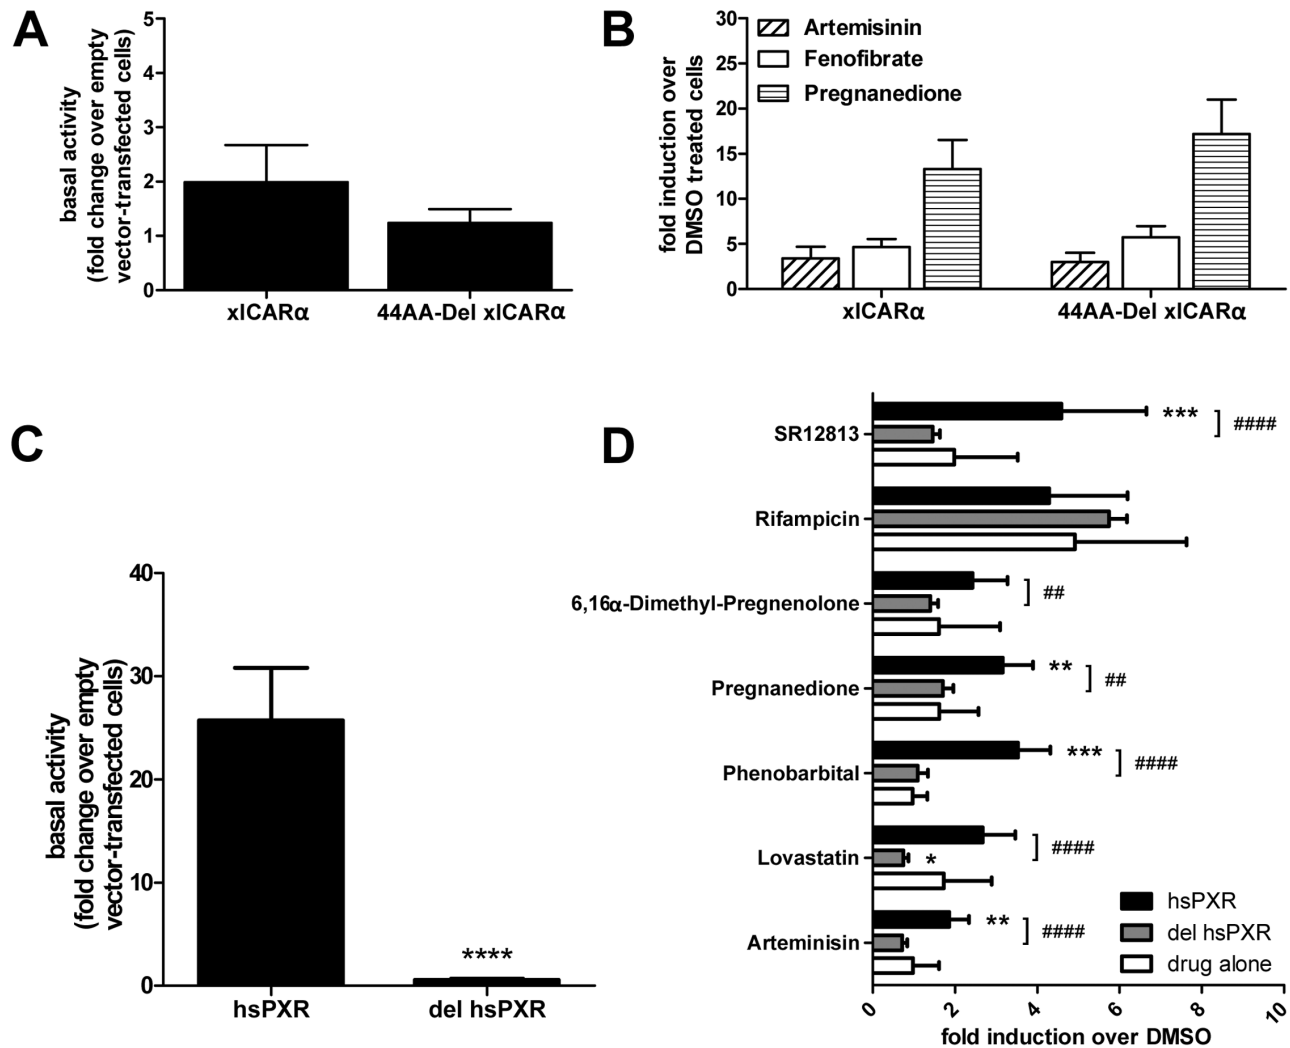 A
basal activity
(fold change over empty
vector-transfected cells)
5
4
3
2
1
0
xlCARα
44AA-Del xlCARα
B
fold induction over
DMSO treated cells
30
25
20
15
10
5
0
Artemisinin
Fenofibrate
Pregnanedione
xlCARα
44AA-Del xlCARα
C
basal activity
(fold change over empty
vector-transfected cells)
40
30
20
10
0
****
hsPXR
del hsPXR
D
SR12813
*** ] ####
Rifampicin
6,16α-Dimethyl-Pregnenolone
] ##
Pregnanedione
** ] ##
Phenobarbital
*** ] ####
Lovastatin
] ####
*
Arteminisin
** ] ####
hsPXR
del hsPXR
drug alone
0 2 4 6 8 10
fold induction over DMSO